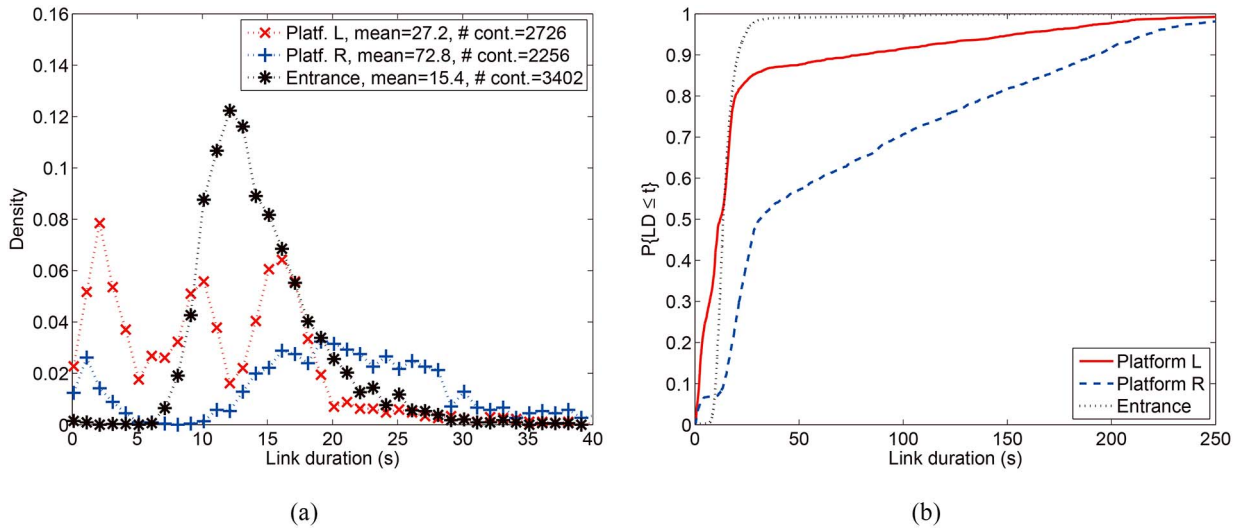 0.16
0.14
0.12
0.1
0.08
0.06
0.04
0.02
0
Density
Platf. L, mean=27.2, # cont.=2726
Platf. R, mean=72.8, # cont.=2256
Entrance, mean=15.4, # cont.=3402
0 5 10 15 20 25 30 35 40
Link duration (s)
(a)
1
0.9
0.8
0.7
0.6
0.5
0.4
0.3
0.2
0.1
0
P{LD ≤ t}
Platform L
Platform R
Entrance
0 50 100 150 200 250
Link duration (s)
(b)